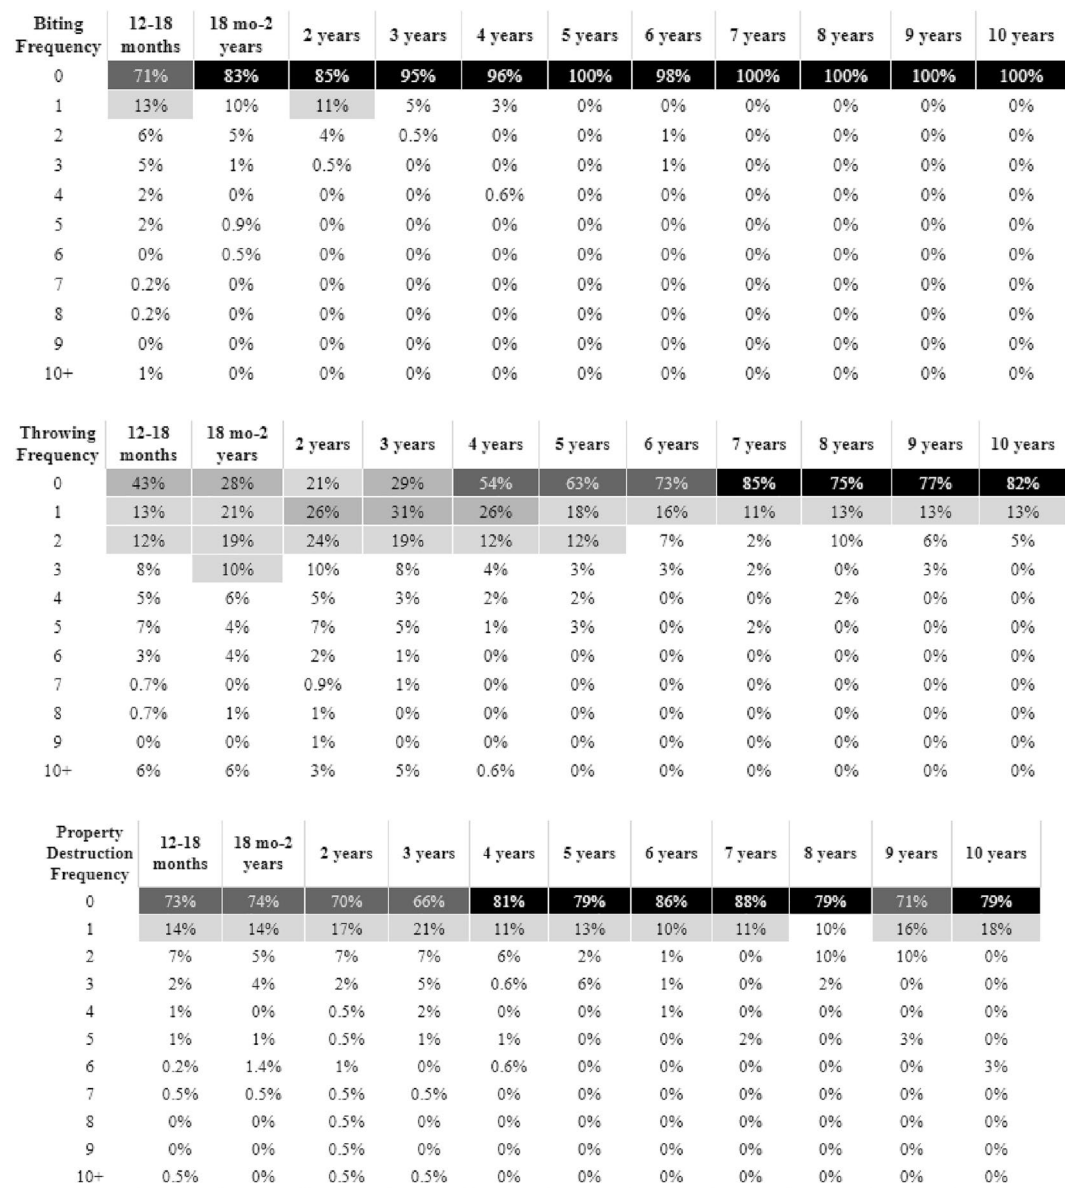 Biting Frequency 12-18 months 18 mo-2 years 2 years 3 years 4 years 5 years 6 years 7 years 8 years 9 years 10 years
0 71% 83% 85% 95% 96% 100% 98% 100% 100% 100% 100%
1 13% 10% 11% 5% 3% 0% 0% 0% 0% 0% 0%
2 6% 5% 4% 0.5% 0% 0% 1% 0% 0% 0% 0%
3 5% 1% 0.5% 0% 0% 0% 1% 0% 0% 0% 0%
4 2% 0% 0% 0% 0.6% 0% 0% 0% 0% 0% 0%
5 2% 0.9% 0% 0% 0% 0% 0% 0% 0% 0% 0%
6 0% 0.5% 0% 0% 0% 0% 0% 0% 0% 0% 0%
7 0.2% 0% 0% 0% 0% 0% 0% 0% 0% 0% 0%
8 0.2% 0% 0% 0% 0% 0% 0% 0% 0% 0% 0%
9 0% 0% 0% 0% 0% 0% 0% 0% 0% 0% 0%
10+ 1% 0% 0% 0% 0% 0% 0% 0% 0% 0% 0%
Throwing Frequency 12-18 months 18 mo-2 years 2 years 3 years 4 years 5 years 6 years 7 years 8 years 9 years 10 years
0 43% 28% 21% 29% 54% 63% 73% 85% 75% 77% 82%
1 13% 21% 26% 31% 26% 18% 16% 11% 13% 13% 13%
2 12% 19% 24% 19% 12% 12% 7% 2% 10% 6% 5%
3 8% 10% 10% 8% 4% 3% 3% 2% 0% 3% 0%
4 5% 6% 5% 3% 2% 2% 0% 0% 2% 0% 0%
5 7% 4% 7% 5% 1% 3% 0% 2% 0% 0% 0%
6 3% 4% 2% 1% 0% 0% 0% 0% 0% 0% 0%
7 0.7% 0% 0.9% 1% 0% 0% 0% 0% 0% 0% 0%
8 0.7% 1% 1% 0% 0% 0% 0% 0% 0% 0% 0%
9 0% 0% 1% 0% 0% 0% 0% 0% 0% 0% 0%
10+ 6% 6% 3% 5% 0.6% 0% 0% 0% 0% 0% 0%
Property Destruction Frequency 12-18 months 18 mo-2 years 2 years 3 years 4 years 5 years 6 years 7 years 8 years 9 years 10 years
0 73% 74% 70% 66% 81% 79% 86% 88% 79% 71% 79%
1 14% 14% 17% 21% 11% 13% 10% 11% 10% 16% 18%
2 7% 5% 7% 7% 6% 2% 1% 0% 10% 10% 0%
3 2% 4% 2% 5% 0.6% 6% 1% 0% 2% 0% 0%
4 1% 0% 0.5% 2% 0% 0% 1% 0% 0% 0% 0%
5 1% 1% 0.5% 1% 1% 0% 0% 2% 0% 3% 0%
6 0.2% 1.4% 1% 0% 0.6% 0% 0% 0% 0% 0% 3%
7 0.5% 0.5% 0.5% 0.5% 0% 0% 0% 0% 0% 0% 0%
8 0% 0% 0.5% 0% 0% 0% 0% 0% 0% 0% 0%
9 0% 0% 0.5% 0% 0% 0% 0% 0% 0% 0% 0%
10+ 0.5% 0% 0.5% 0.5% 0% 0% 0% 0% 0% 0% 0%